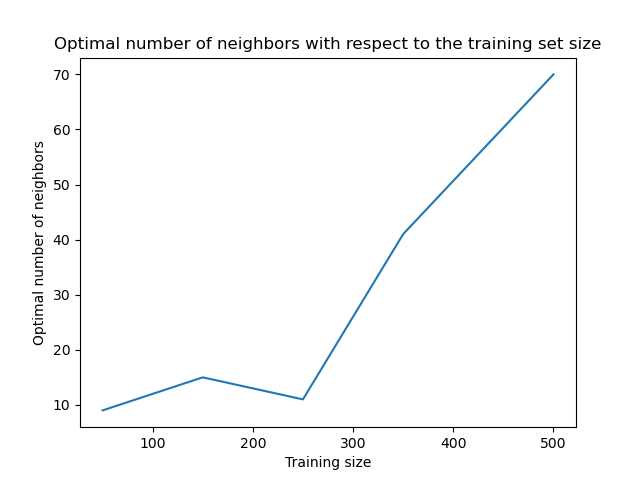 Optimal number of neighbors with respect to the training set size
70
60
50
40
30
20
10
Optimal number of neighbors
100 200 300 400 500
Training size